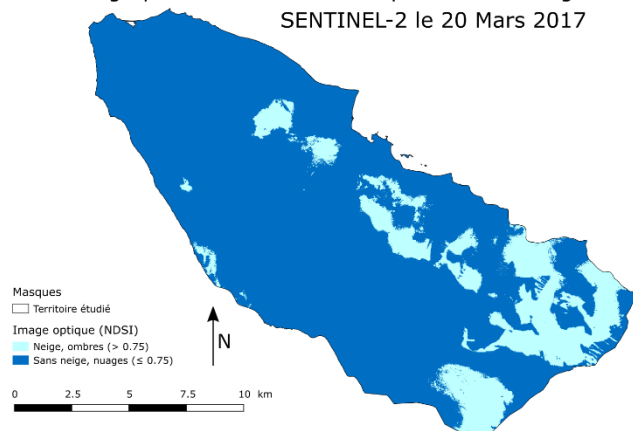 SENTINEL-2 le 20 Mars 2017
Masques
Territoire étudié
Image optique (NDSI)
Neige, ombres (> 0.75)
Sans neige, nuages (≤ 0.75)
N
0 2.5 5 7.5 10 km